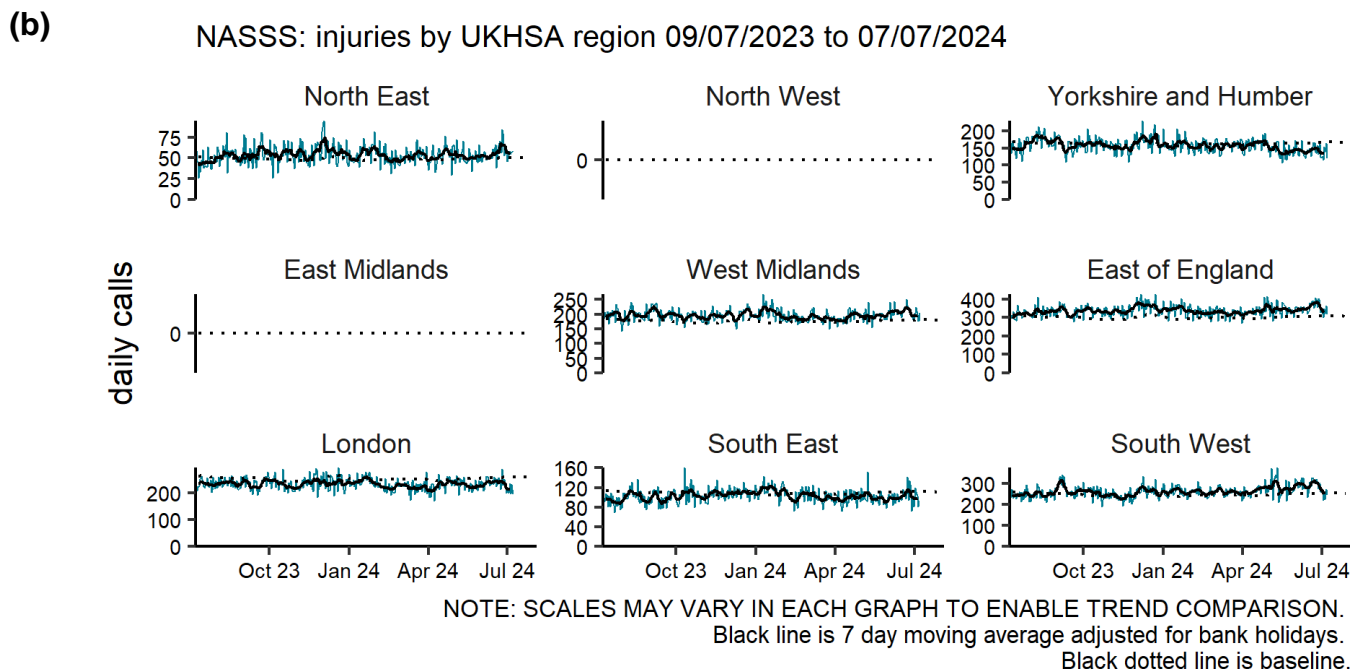 (b)
NASSS: injuries by UKHSA region 09/07/2023 to 07/07/2024
North East
North West
Yorkshire and Humber
75
50
25
0
0
200
150
100
50
0
East Midlands
West Midlands
East of England
daily calls
0
250
200
150
100
50
0
400
300
200
100
0
London
South East
South West
200
100
0
160
120
80
40
0
300
200
100
0
Oct 23 Jan 24 Apr 24 Jul 24
Oct 23 Jan 24 Apr 24 Jul 24
Oct 23 Jan 24 Apr 24 Jul 24
NOTE: SCALES MAY VARY IN EACH GRAPH TO ENABLE TREND COMPARISON.
Black line is 7 day moving average adjusted for bank holidays.
Black dotted line is baseline.